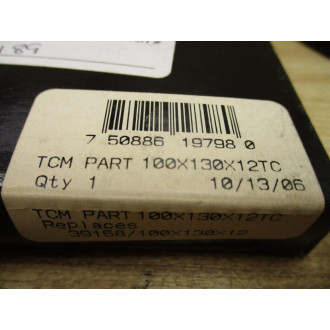 7 50886 19798 0
TCM PART 100X130X12TC
Qty 1 10/13/06
TCM PART 100X130X12TC
Replaces
39158/100X130X12